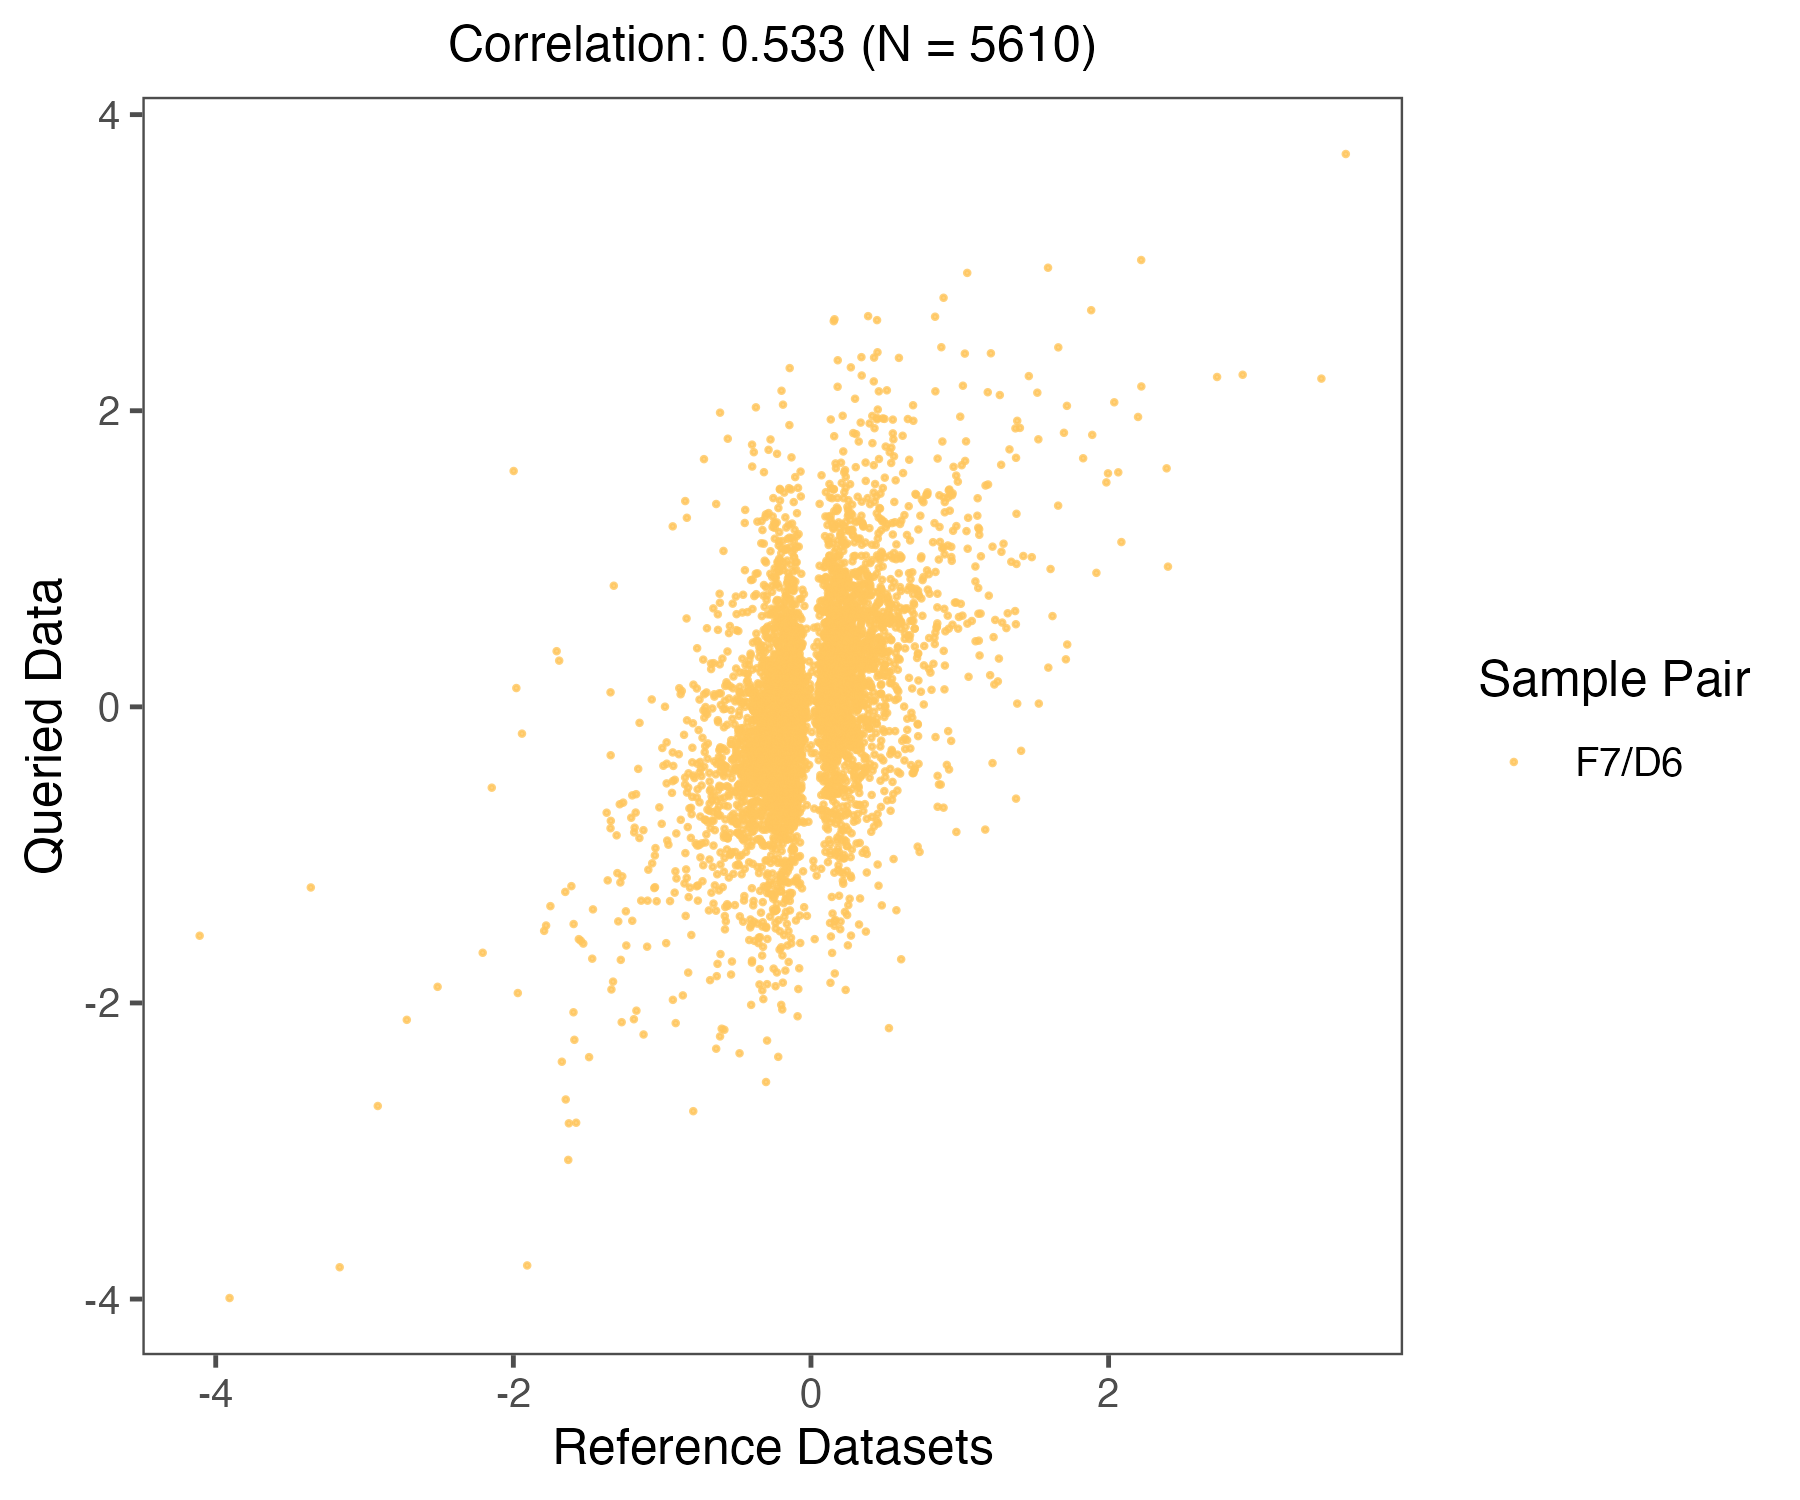 Correlation: 0.533 (N = 5610)
4
2
0
-2
-4
Queried Data
-4
-2
0
2
Reference Datasets
Sample Pair
F7/D6